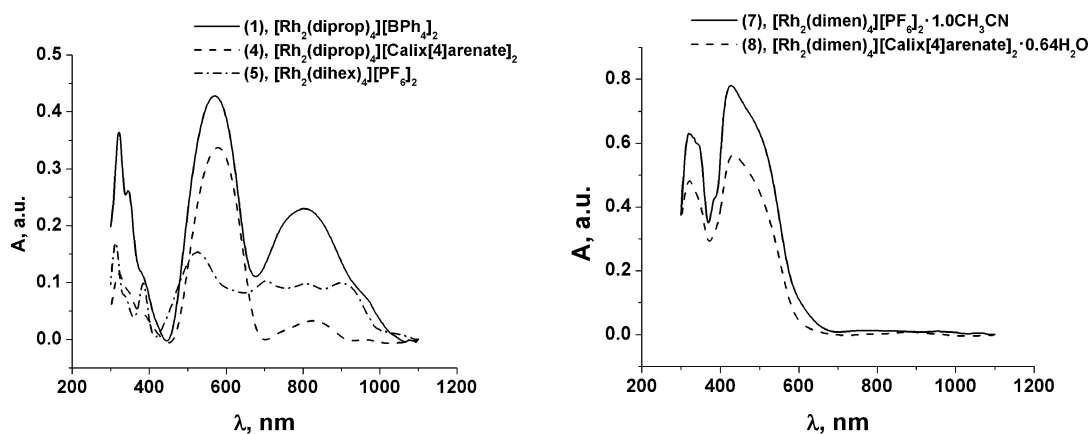 (1), [Rh2(diprop)4][BPh4]2
(4), [Rh2(diprop)4][Calix[4]arenate]2
(5), [Rh2(dihex)4][PF6]2
0.5
0.4
0.3
0.2
0.1
0.0
A, a.u.
200 400 600 800 1000 1200
λ, nm
(7), [Rh2(dimen)4][PF6]2·1.0CH3CN
(8), [Rh2(dimen)4][Calix[4]arenate]2·0.64H2O
0.8
0.6
0.4
0.2
0.0
A, a.u.
200 400 600 800 1000 1200
λ, nm